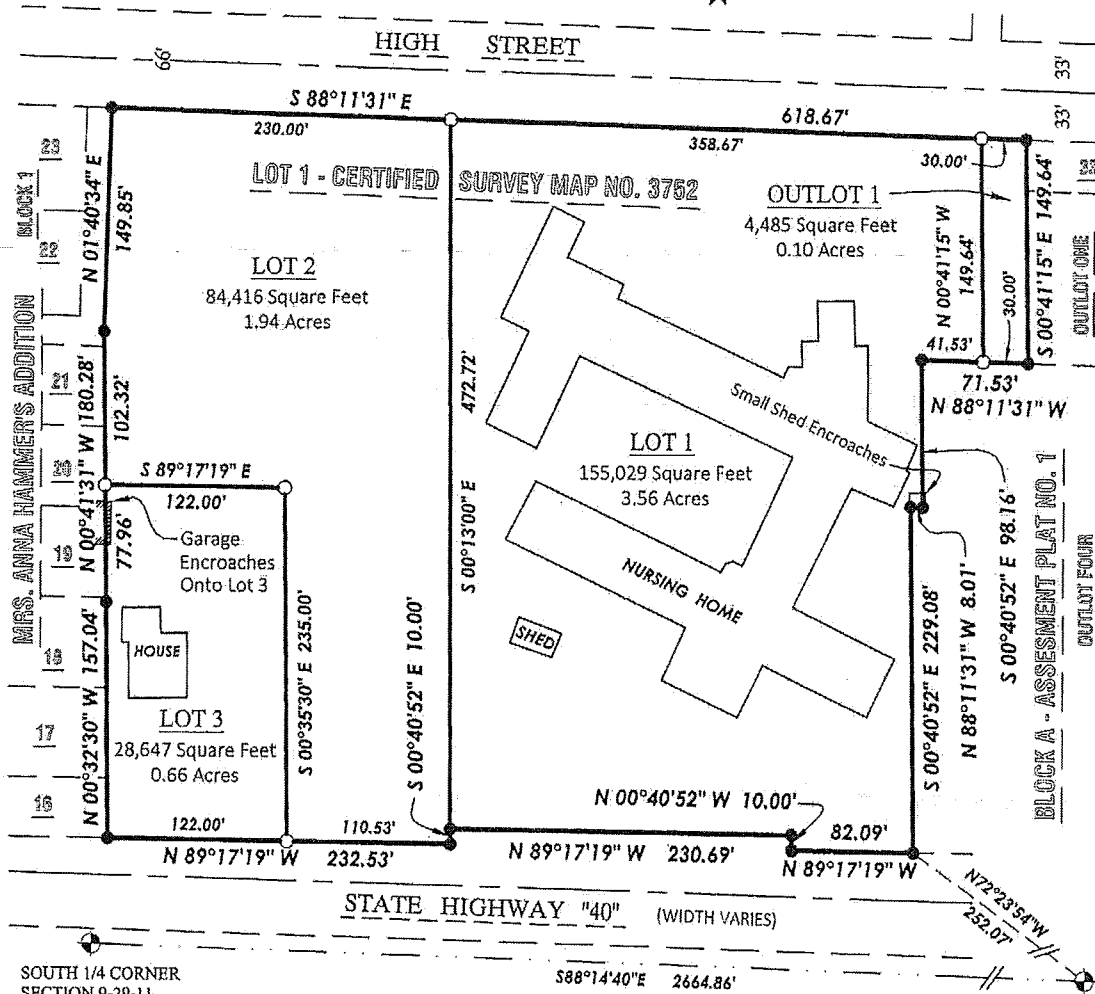 HIGH STREET
66'
33'
33'
S 88°11'31" E
618.67'
230.00'
358.67'
30.00'
LOT 1 - CERTIFIED SURVEY MAP NO. 3752
BLOCK 1
23
22
21
20
19
18
17
16
MRS. ANNA HAMMER'S ADDITION
N 01°40'34" E
149.85'
N 00°41'31" W 180.28'
102.32'
77.96'
N 00°32'30" W 157.04'
LOT 2
84,416 Square Feet
1.94 Acres
OUTLOT 1
4,485 Square Feet
0.10 Acres
N 00°41'15" W
149.64'
30.00'
S 00°41'15" E 149.64'
OUTLOT ONE
41.53'
71.53'
N 88°11'31" W
472.72'
S 00°13'00" E
Small Shed Encroaches
LOT 1
155,029 Square Feet
3.56 Acres
S 89°17'19" E
122.00'
Garage
Encroaches
Onto Lot 3
NURSING HOME
SHED
HOUSE
LOT 3
28,647 Square Feet
0.66 Acres
S 00°35'30" E 235.00'
S 00°40'52" E 10.00'
S 00°40'52" E 229.08'
N 88°11'31" W 8.01'
S 00°40'52" E 98.16'
BLOCK A - ASSESMENT PLAT NO. 1
OUTLOT FOUR
N 00°40'52" W 10.00'
122.00'
110.53'
82.09'
N 89°17'19" W 232.53'
N 89°17'19" W 230.69'
N 89°17'19" W
N72°23'54"W
252.07'
STATE HIGHWAY "40" (WIDTH VARIES)
SOUTH 1/4 CORNER
SECTION 9-29-11
S88°14'40"E 2664.86'